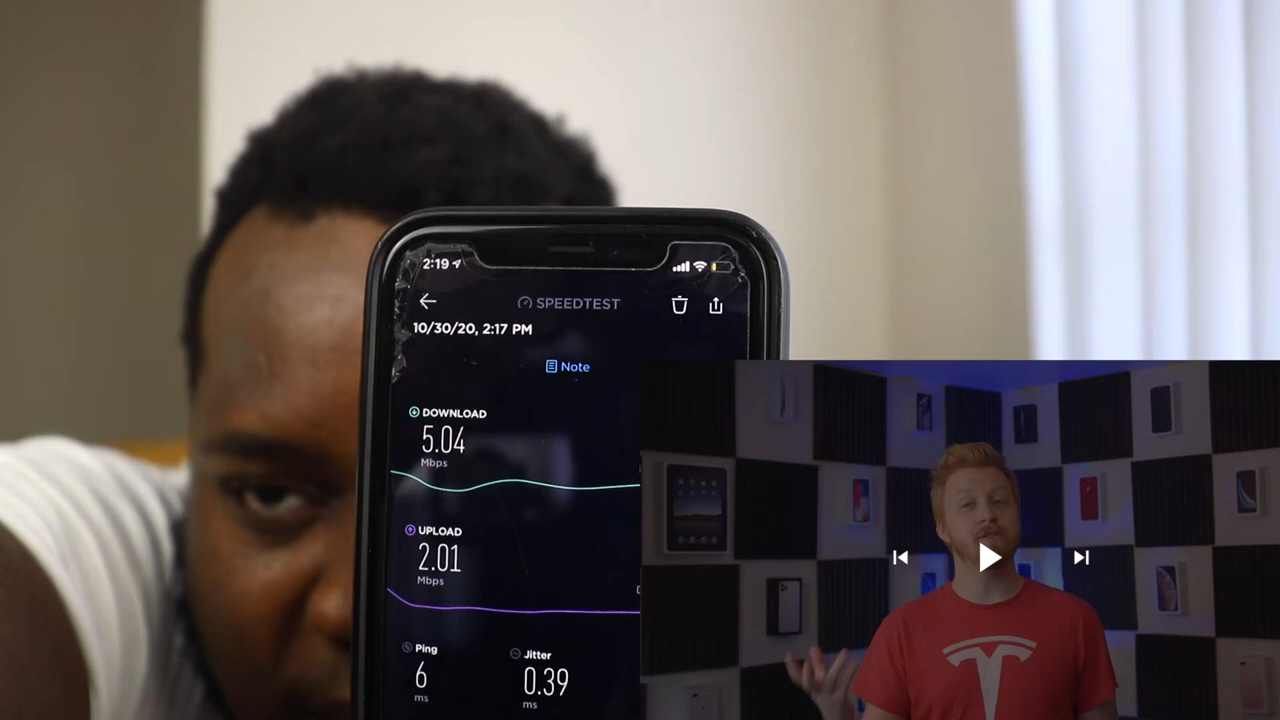 2:19
SPEEDTEST
10/30/20, 2:17 PM
Note
DOWNLOAD
5.04
Mbps
UPLOAD
2.01
Mbps
Ping
6
ms
Jitter
0.39
ms